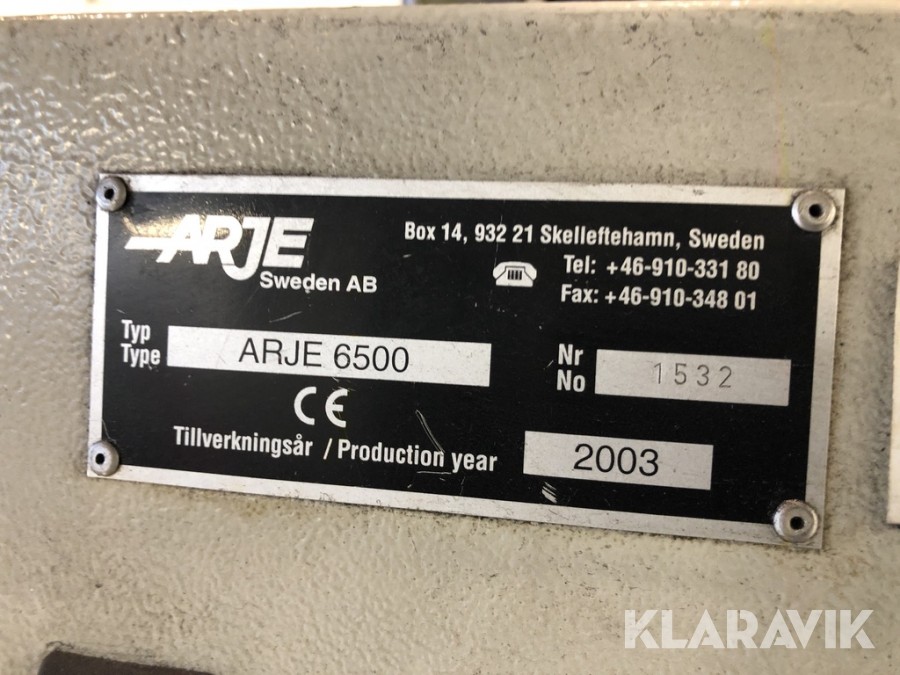 ARJE
Sweden AB
Box 14, 932 21 Skelleftehamn, Sweden
Tel: +46-910-331 80
Fax: +46-910-348 01
Typ
Type
ARJE 6500
Nr
No
1532
CE
Tillverkningsår / Production year
2003
KLARAVIK